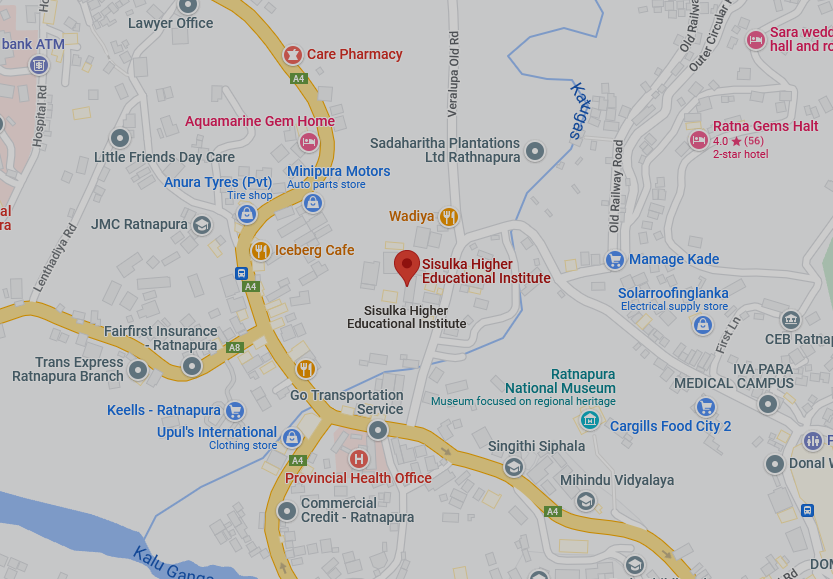 Lawyer Office
bank ATM
Care Pharmacy
A4
Hospital Rd
Veralupa Old Rd
Old Railway
Outer Circular
Sara wedd
hall and ro
Katugas
Aquamarine Gem Home
Little Friends Day Care
Sadaharitha Plantations
Ltd Rathnapura
Ratna Gems Halt
4.0 ★ (56)
2-star hotel
Old Railway Road
Minipura Motors
Auto parts store
Anura Tyres (Pvt)
Tire shop
al
ra
JMC Ratnapura
Wadiya
Lenthadiya Rd
Iceberg Cafe
A4
Sisulka Higher
Educational Institute
Sisulka Higher
Educational Institute
Mamage Kade
Solarroofinglanka
Electrical supply store
First Ln
CEB Ratnap
Fairfirst Insurance
- Ratnapura
A8
Trans Express
Ratnapura Branch
IVA PARA
MEDICAL CAMPUS
Ratnapura
National Museum
Museum focused on regional heritage
Go Transportation
Service
Keells - Ratnapura
Upul's International
Clothing store
Cargills Food City 2
A4
Singithi Siphala
Provincial Health Office
Mihindu Vidyalaya
Donal W
Commercial
Credit - Ratnapura
A4
Kalu Ganga
Rd
DON